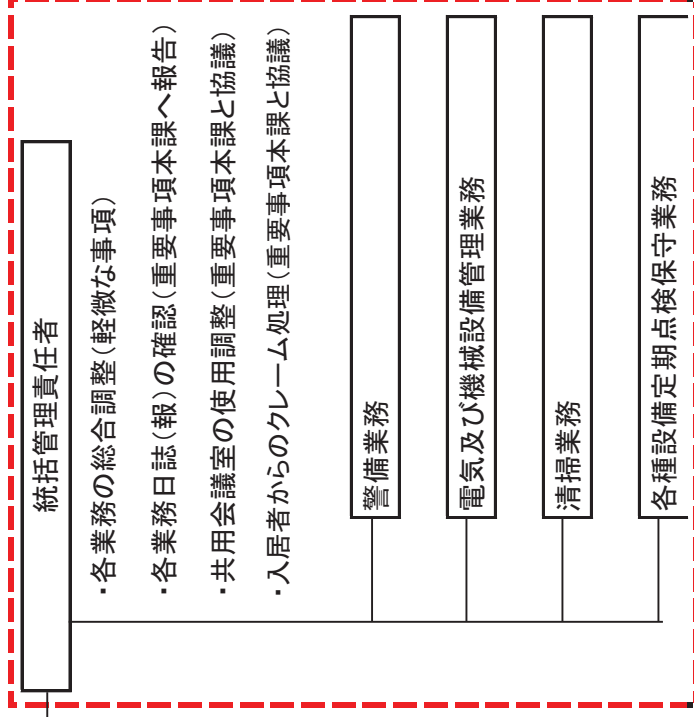 統括管理責任者
・各業務の総合調整(軽微な事項)
・各業務日誌(報)の確認(重要事項本課へ報告)
・共用会議室の使用調整(重要事項本課と協議)
・入居者からのクレーム処理(重要事項本課と協議)
警備業務
電気及び機械設備管理業務
清掃業務
各種設備定期点検保守業務